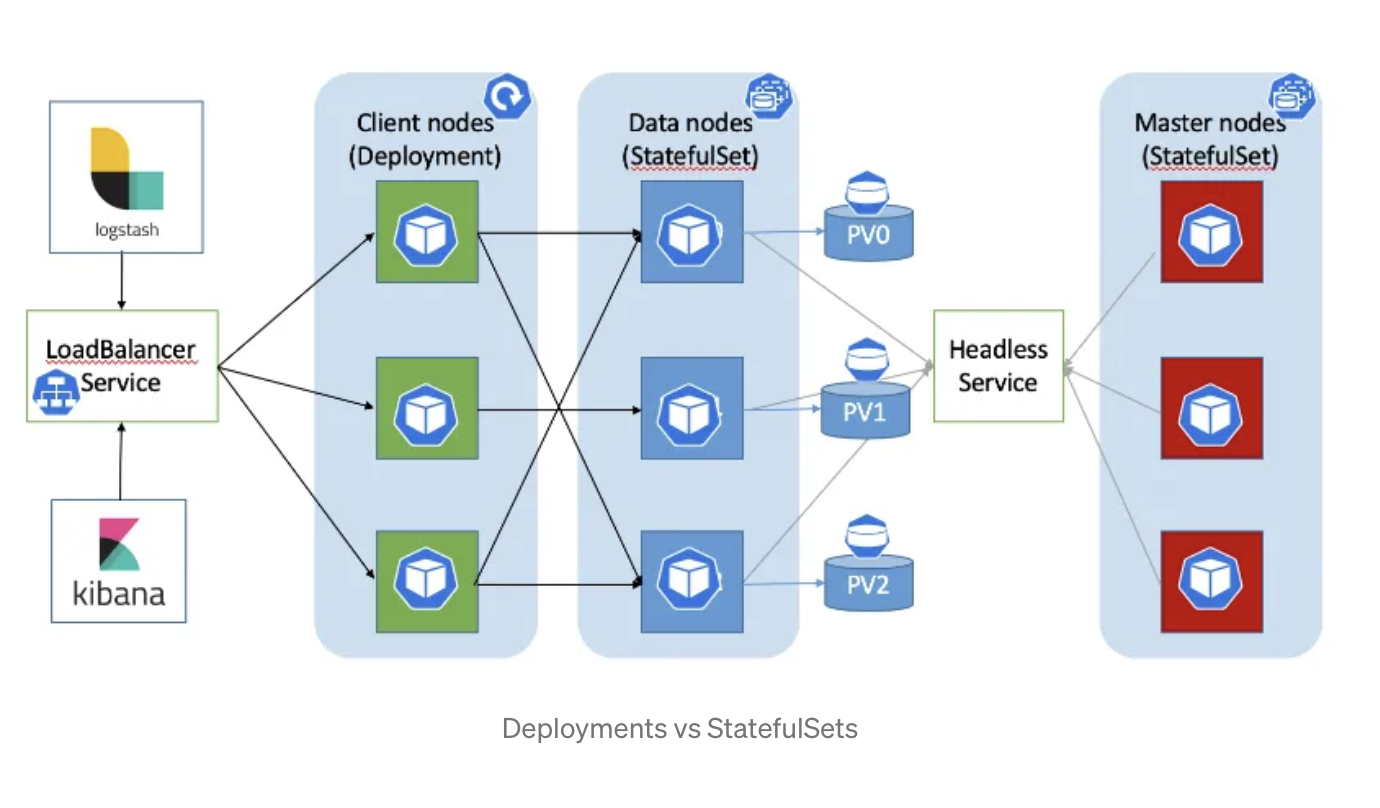 logstash
LoadBalancer
Service
kibana
Client nodes
(Deployment)
Data nodes
(StatefulSet)
PV0
PV1
PV2
Headless
Service
Master nodes
(StatefulSet)
Deployments vs StatefulSets